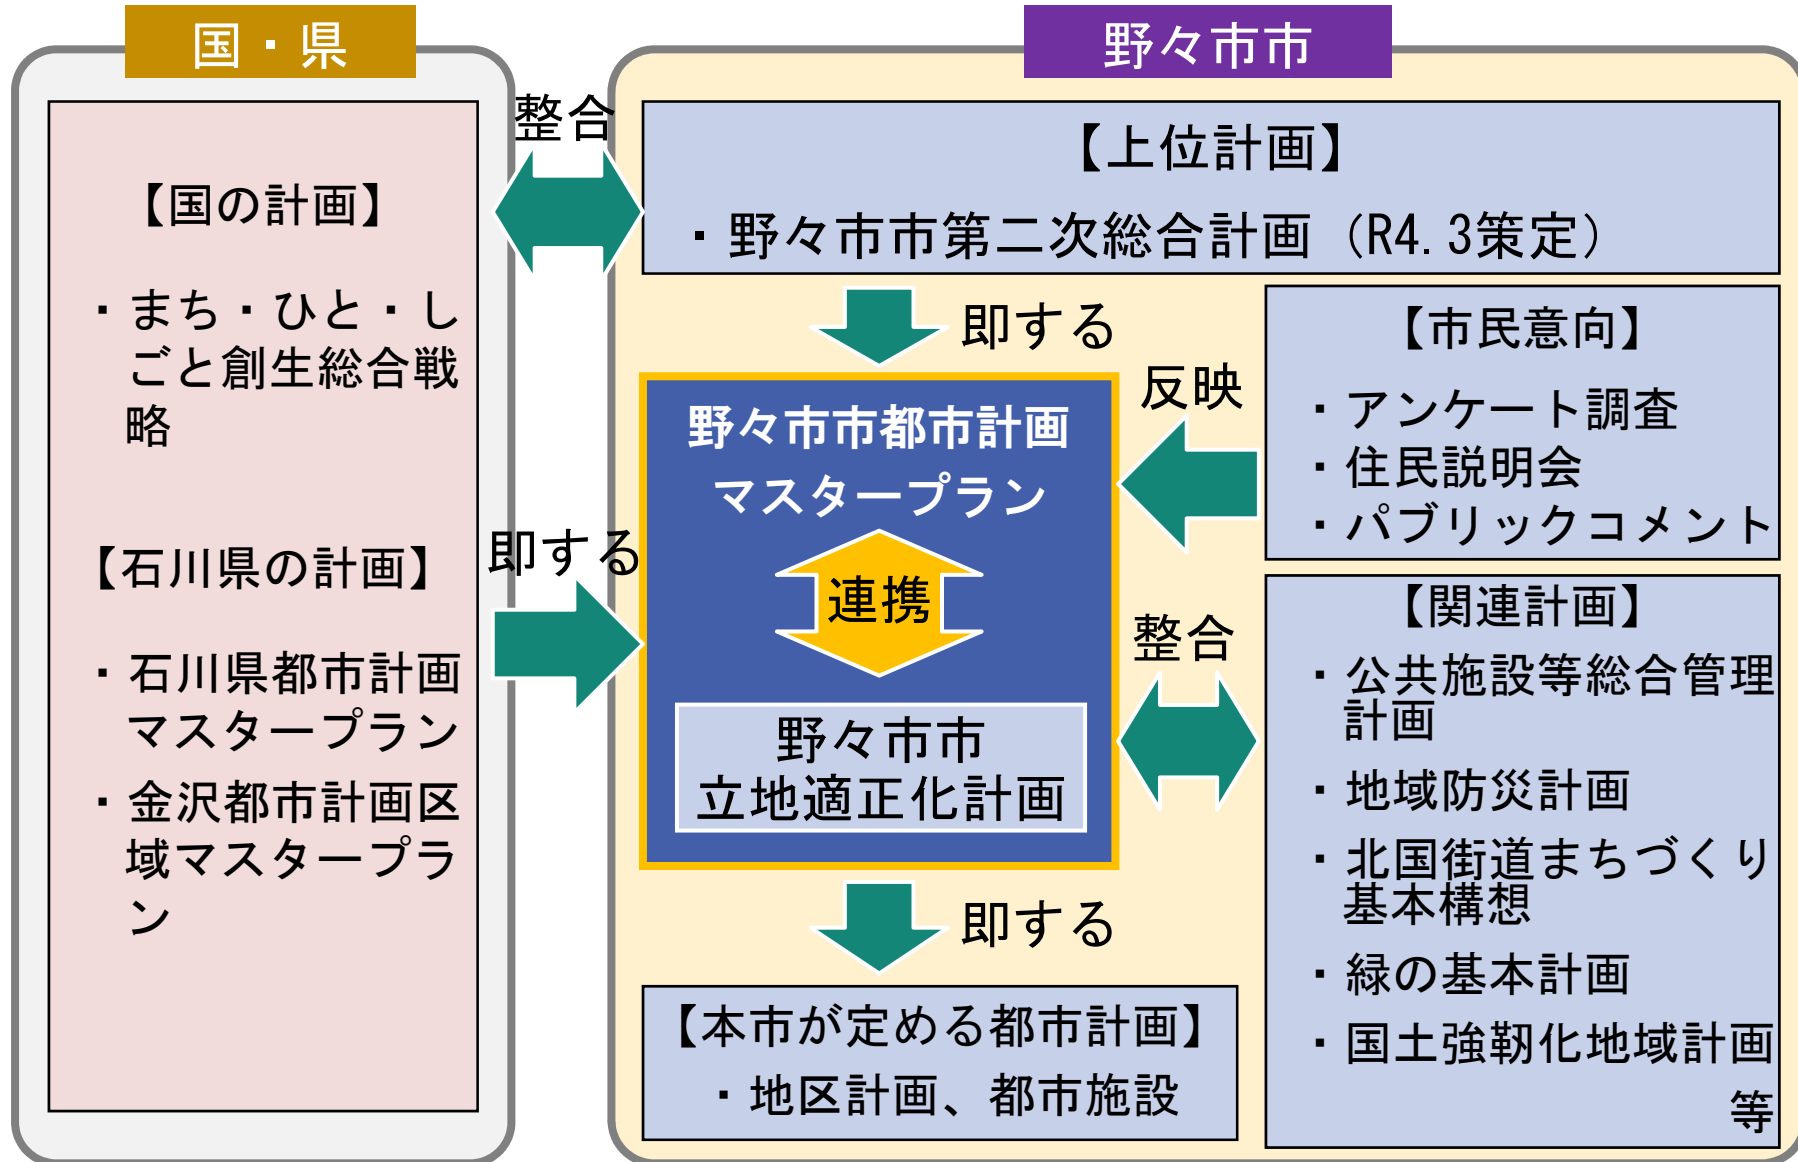 国・県
【国の計画】
・まち・ひと・し
ごと創生総合戦
略
【石川県の計画】
・石川県都市計画
マスタープラン
・金沢都市計画区
域マスタープラ
ン
整合
即する
野々市市
【上位計画】
・野々市市第二次総合計画（R4.3策定）
即する
野々市市都市計画
マスタープラン
連携
野々市市
立地適正化計画
反映
【市民意向】
・アンケート調査
・住民説明会
・パブリックコメント
整合
【関連計画】
・公共施設等総合管理
計画
・地域防災計画
・北国街道まちづくり
基本構想
・緑の基本計画
・国土強靭化地域計画
等
即する
【本市が定める都市計画】
・地区計画、都市施設